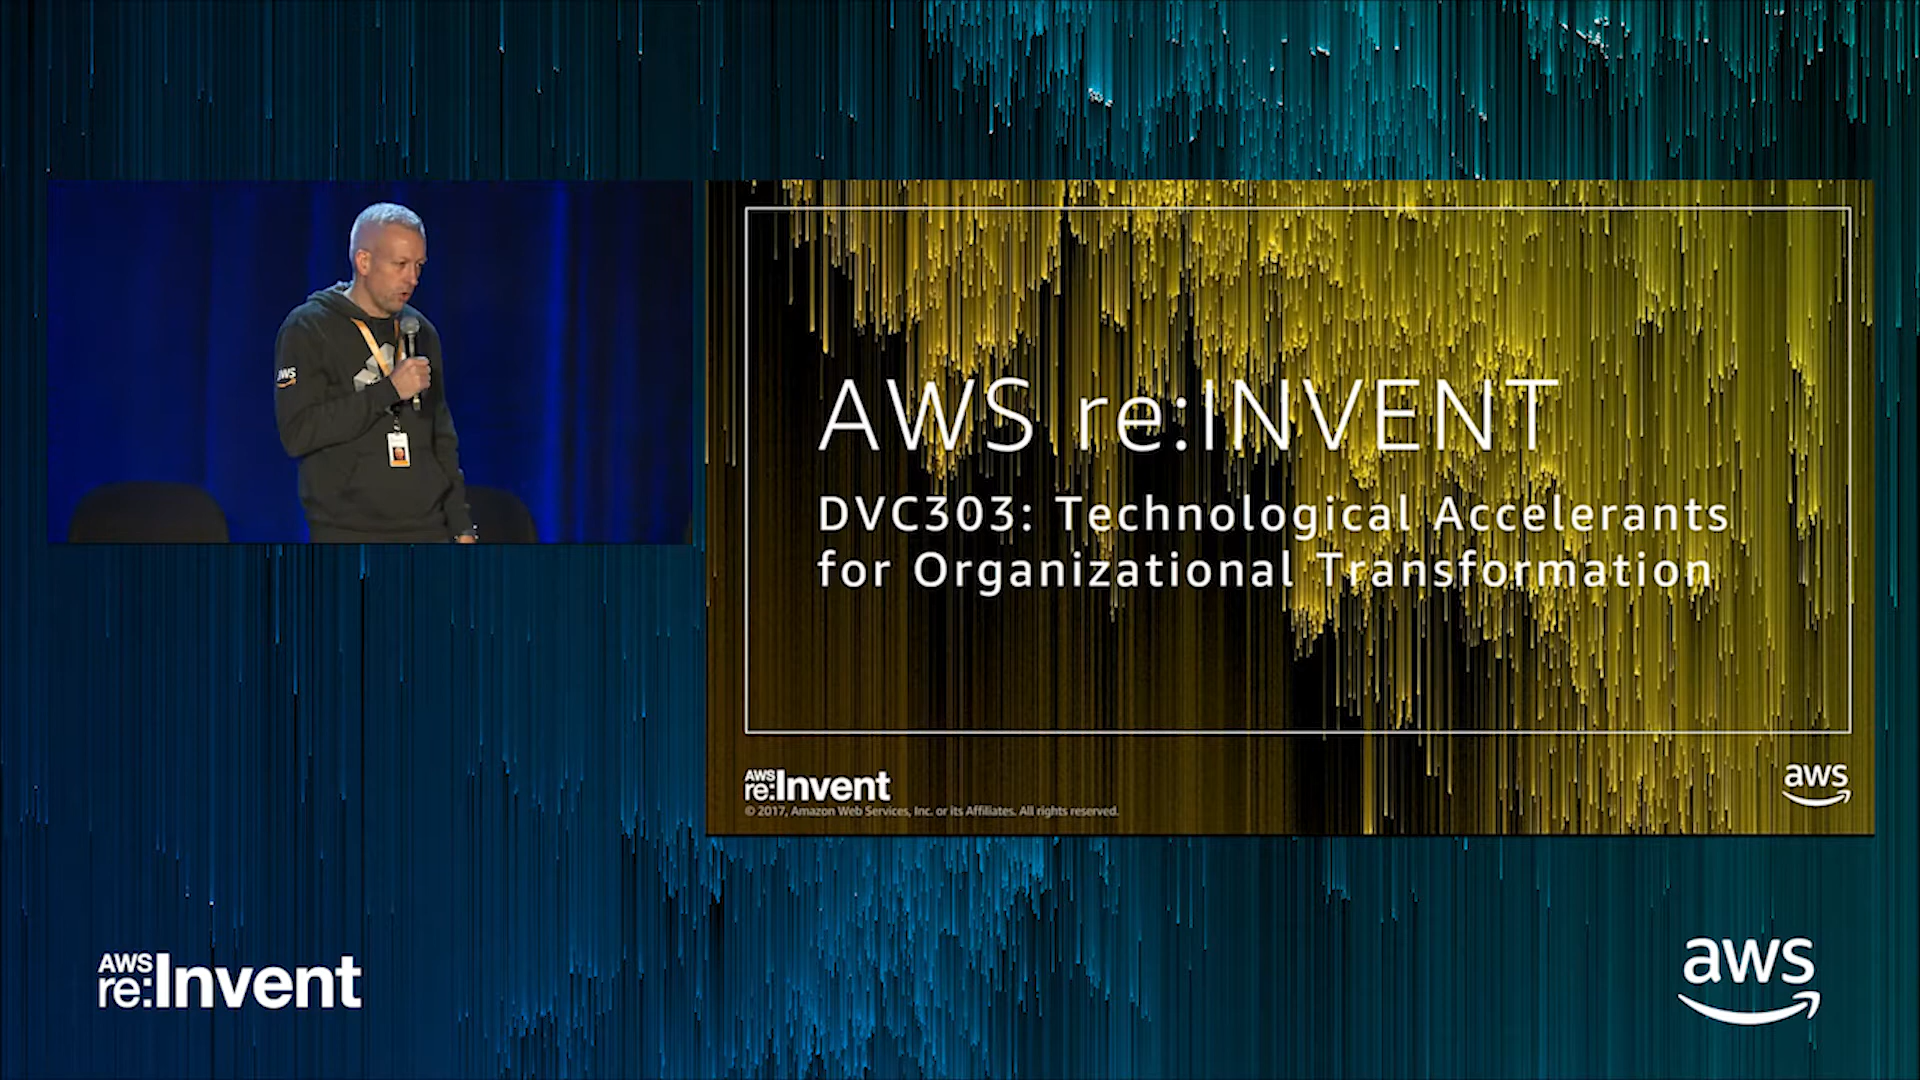 aws
AWS re:INVENT
DVC303: Technological Accelerants
for Organizational Transformation
AWS
re:Invent
© 2017, Amazon Web Services, Inc. or its Affiliates. All rights reserved.
aws
AWS
re:Invent
aws